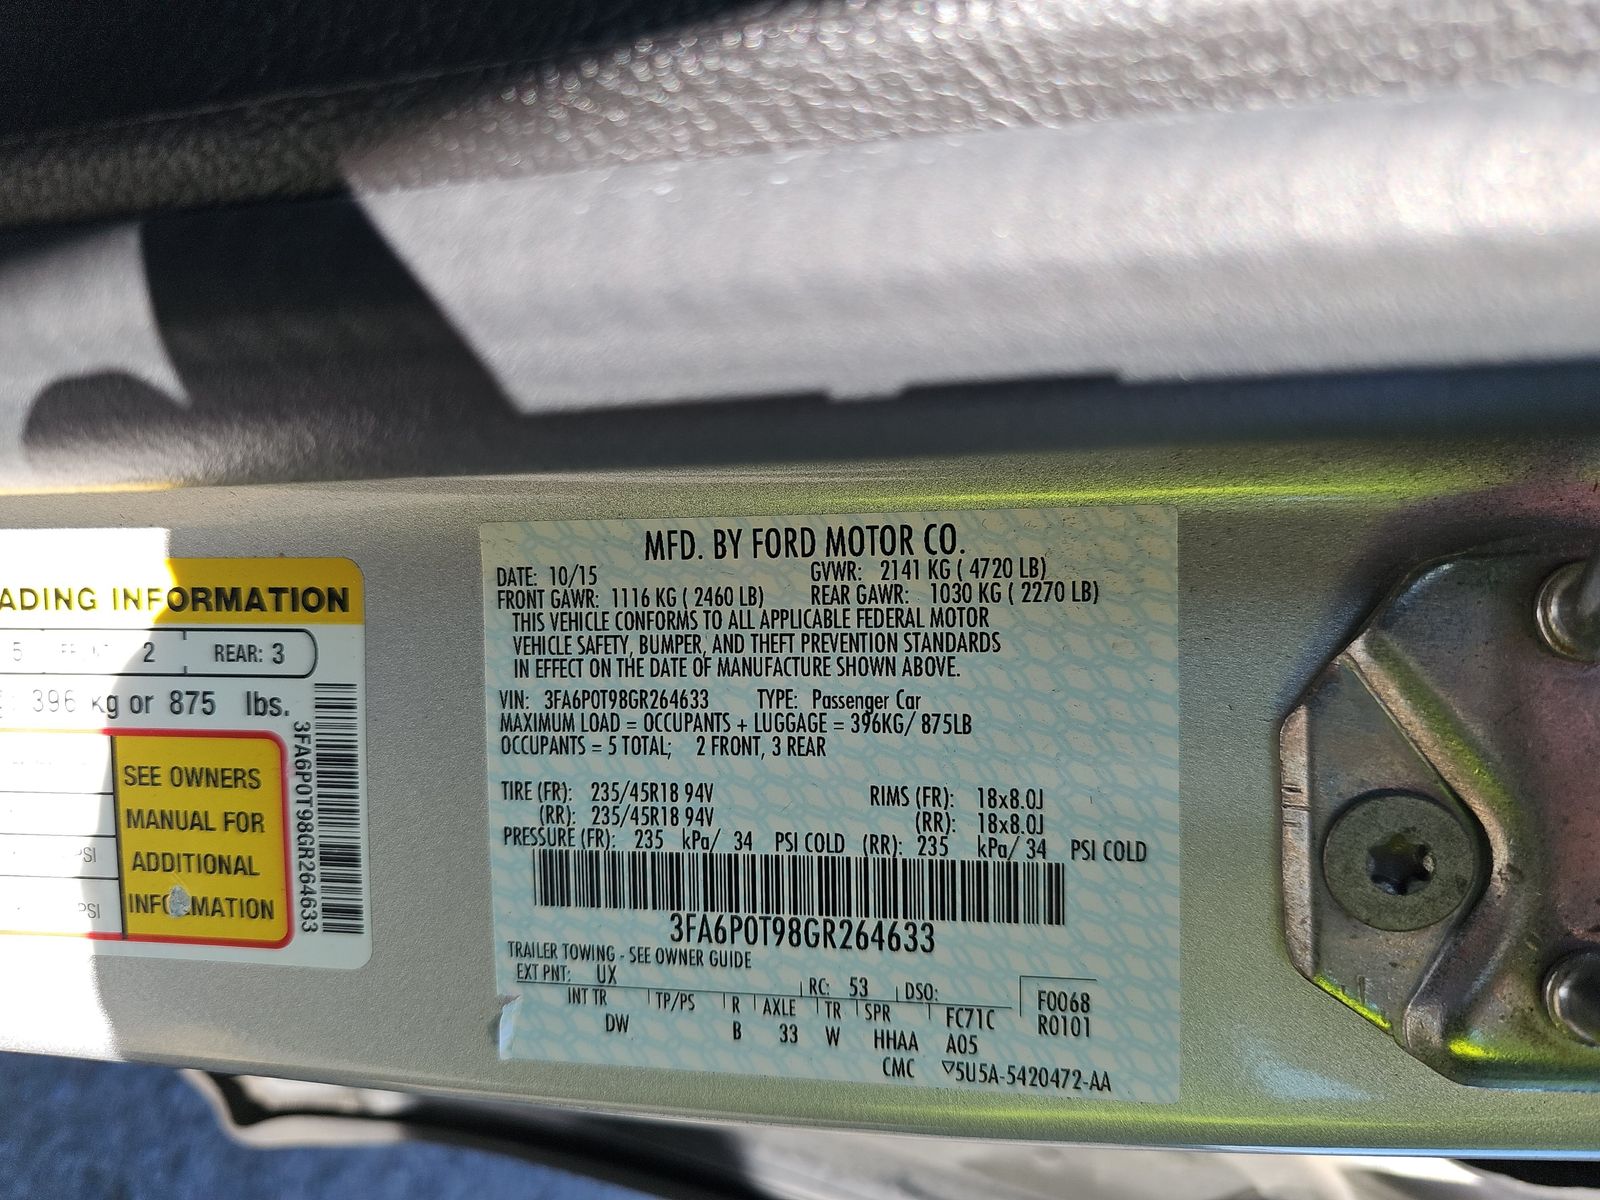 ADING INFORMATION
5 2 REAR: 3
396 kg or 875 lbs.
SEE OWNERS
MANUAL FOR
ADDITIONAL
INFORMATION
PSI
PSI
3FA6P0T98GR264633
MFD. BY FORD MOTOR CO.
DATE: 10/15 GVWR: 2141 KG ( 4720 LB)
FRONT GAWR: 1116 KG ( 2460 LB) REAR GAWR: 1030 KG ( 2270 LB)
THIS VEHICLE CONFORMS TO ALL APPLICABLE FEDERAL MOTOR
VEHICLE SAFETY, BUMPER, AND THEFT PREVENTION STANDARDS
IN EFFECT ON THE DATE OF MANUFACTURE SHOWN ABOVE.
VIN: 3FA6P0T98GR264633 TYPE: Passenger Car
MAXIMUM LOAD = OCCUPANTS + LUGGAGE = 396KG/ 875LB
OCCUPANTS = 5 TOTAL; 2 FRONT, 3 REAR
TIRE (FR): 235/45R18 94V RIMS (FR): 18x8.0J
(RR): 235/45R18 94V (RR): 18x8.0J
PRESSURE (FR): 235 kPa/ 34 PSI COLD (RR): 235 kPa/ 34 PSI COLD
3FA6P0T98GR264633
TRAILER TOWING - SEE OWNER GUIDE
EXT PNT: UX RC: 53 DSO: F0068
INT TR TP/PS R AXLE TR SPR FC71C R0101
DW B 33 W HHAA A05
CMC ▽5U5A-5420472-AA